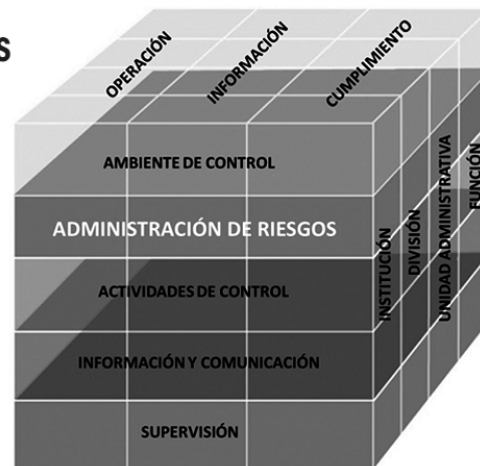 S
OPERACIÓN
INFORMACIÓN
CUMPLIMIENTO
AMBIENTE DE CONTROL
ADMINISTRACIÓN DE RIESGOS
ACTIVIDADES DE CONTROL
INFORMACIÓN Y COMUNICACIÓN
SUPERVISIÓN
INSTITUCIÓN
DIVISIÓN
UNIDAD ADMINISTRATIVA
FUNCIÓN